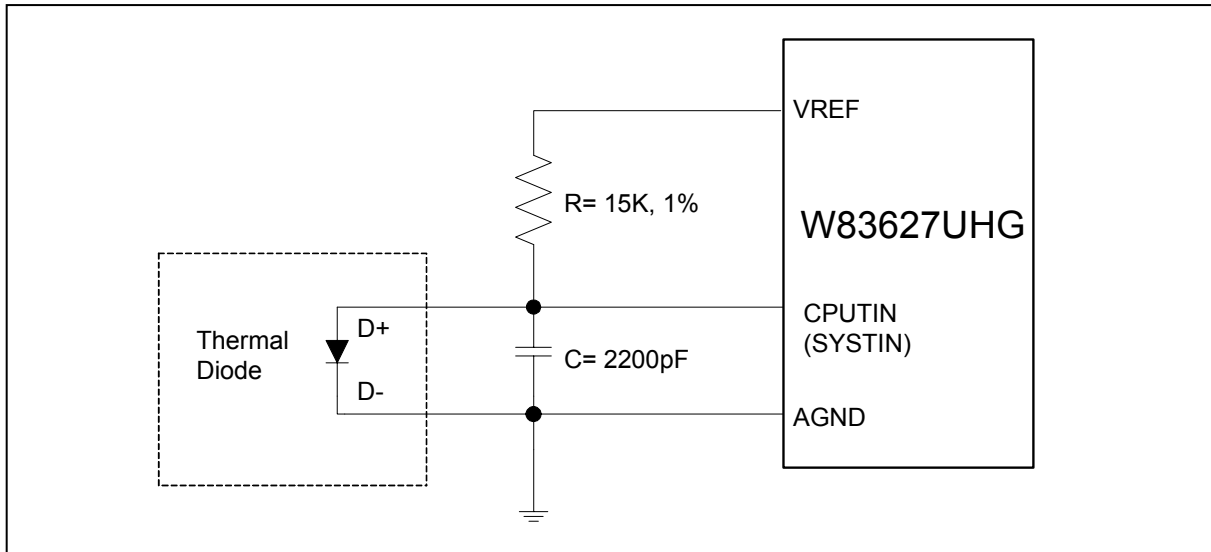 VREF
R= 15K, 1%
W83627UHG
Thermal
Diode
D+
D-
C= 2200pF
CPUTIN
(SYSTIN)
AGND